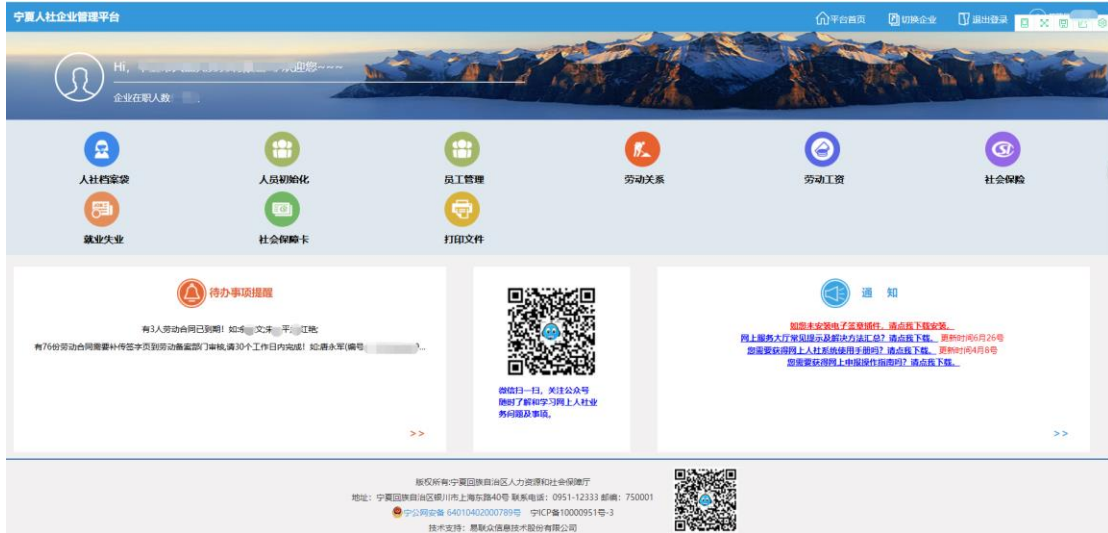 宁夏人社企业管理平台
平台首页 切换企业 退出登录
Hi, 欢迎您~~~
企业在职人数
人社档案袋 人员初始化 员工管理 劳动关系 劳动工资 社会保险
就业失业 社会保障卡 打印文件
待办事项提醒
有3人劳动合同已到期！如:余 文;朱 平; 江艳;
有76份劳动合同需要补传签字页到劳动备案部门审核,请30个工作日内完成！如:唐永军(编号 )...
>>
微信扫一扫，关注公众号
随时了解和学习网上人社业
务问题及事项。
通 知
如您未安装电子签章插件，请点我下载安装。
网上服务大厅常见提示及解决方法汇总？请点我下载。 更新时间6月26号
您需要获得网上人社系统使用手册吗？请点我下载。 更新时间4月8号
您需要获得网上申报操作指南吗？请点我下载。
>>
版权所有:宁夏回族自治区人力资源和社会保障厅
地址：宁夏回族自治区银川市上海东路40号 联系电话：0951-12333 邮编：750001
宁公网安备 64010402000789号 宁ICP备10000951号-3
技术支持：易联众信息技术股份有限公司